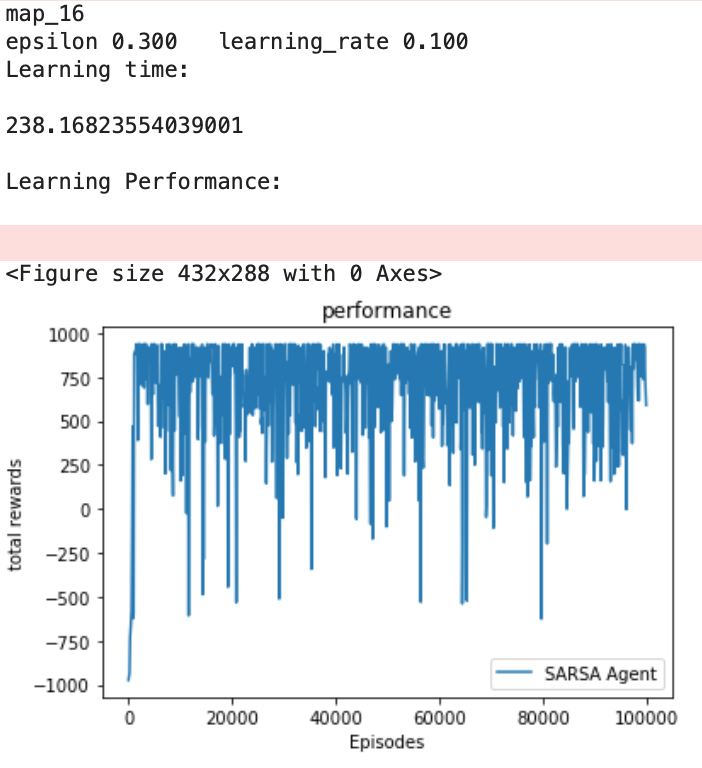 map_16
epsilon 0.300   learning_rate 0.100
Learning time:
238.16823554039001
Learning Performance:
<Figure size 432x288 with 0 Axes>
performance
1000
750
500
250
0
−250
−500
−750
−1000
total rewards
SARSA Agent
0 20000 40000 60000 80000 100000
Episodes